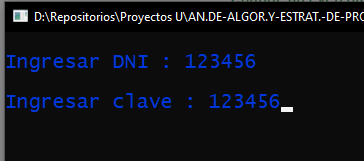 D:\Repositorios\Proyectos U\AN.DE-ALGOR.Y-ESTRAT.-DE-PRO
Ingresar DNI : 123456
Ingresar clave : 123456